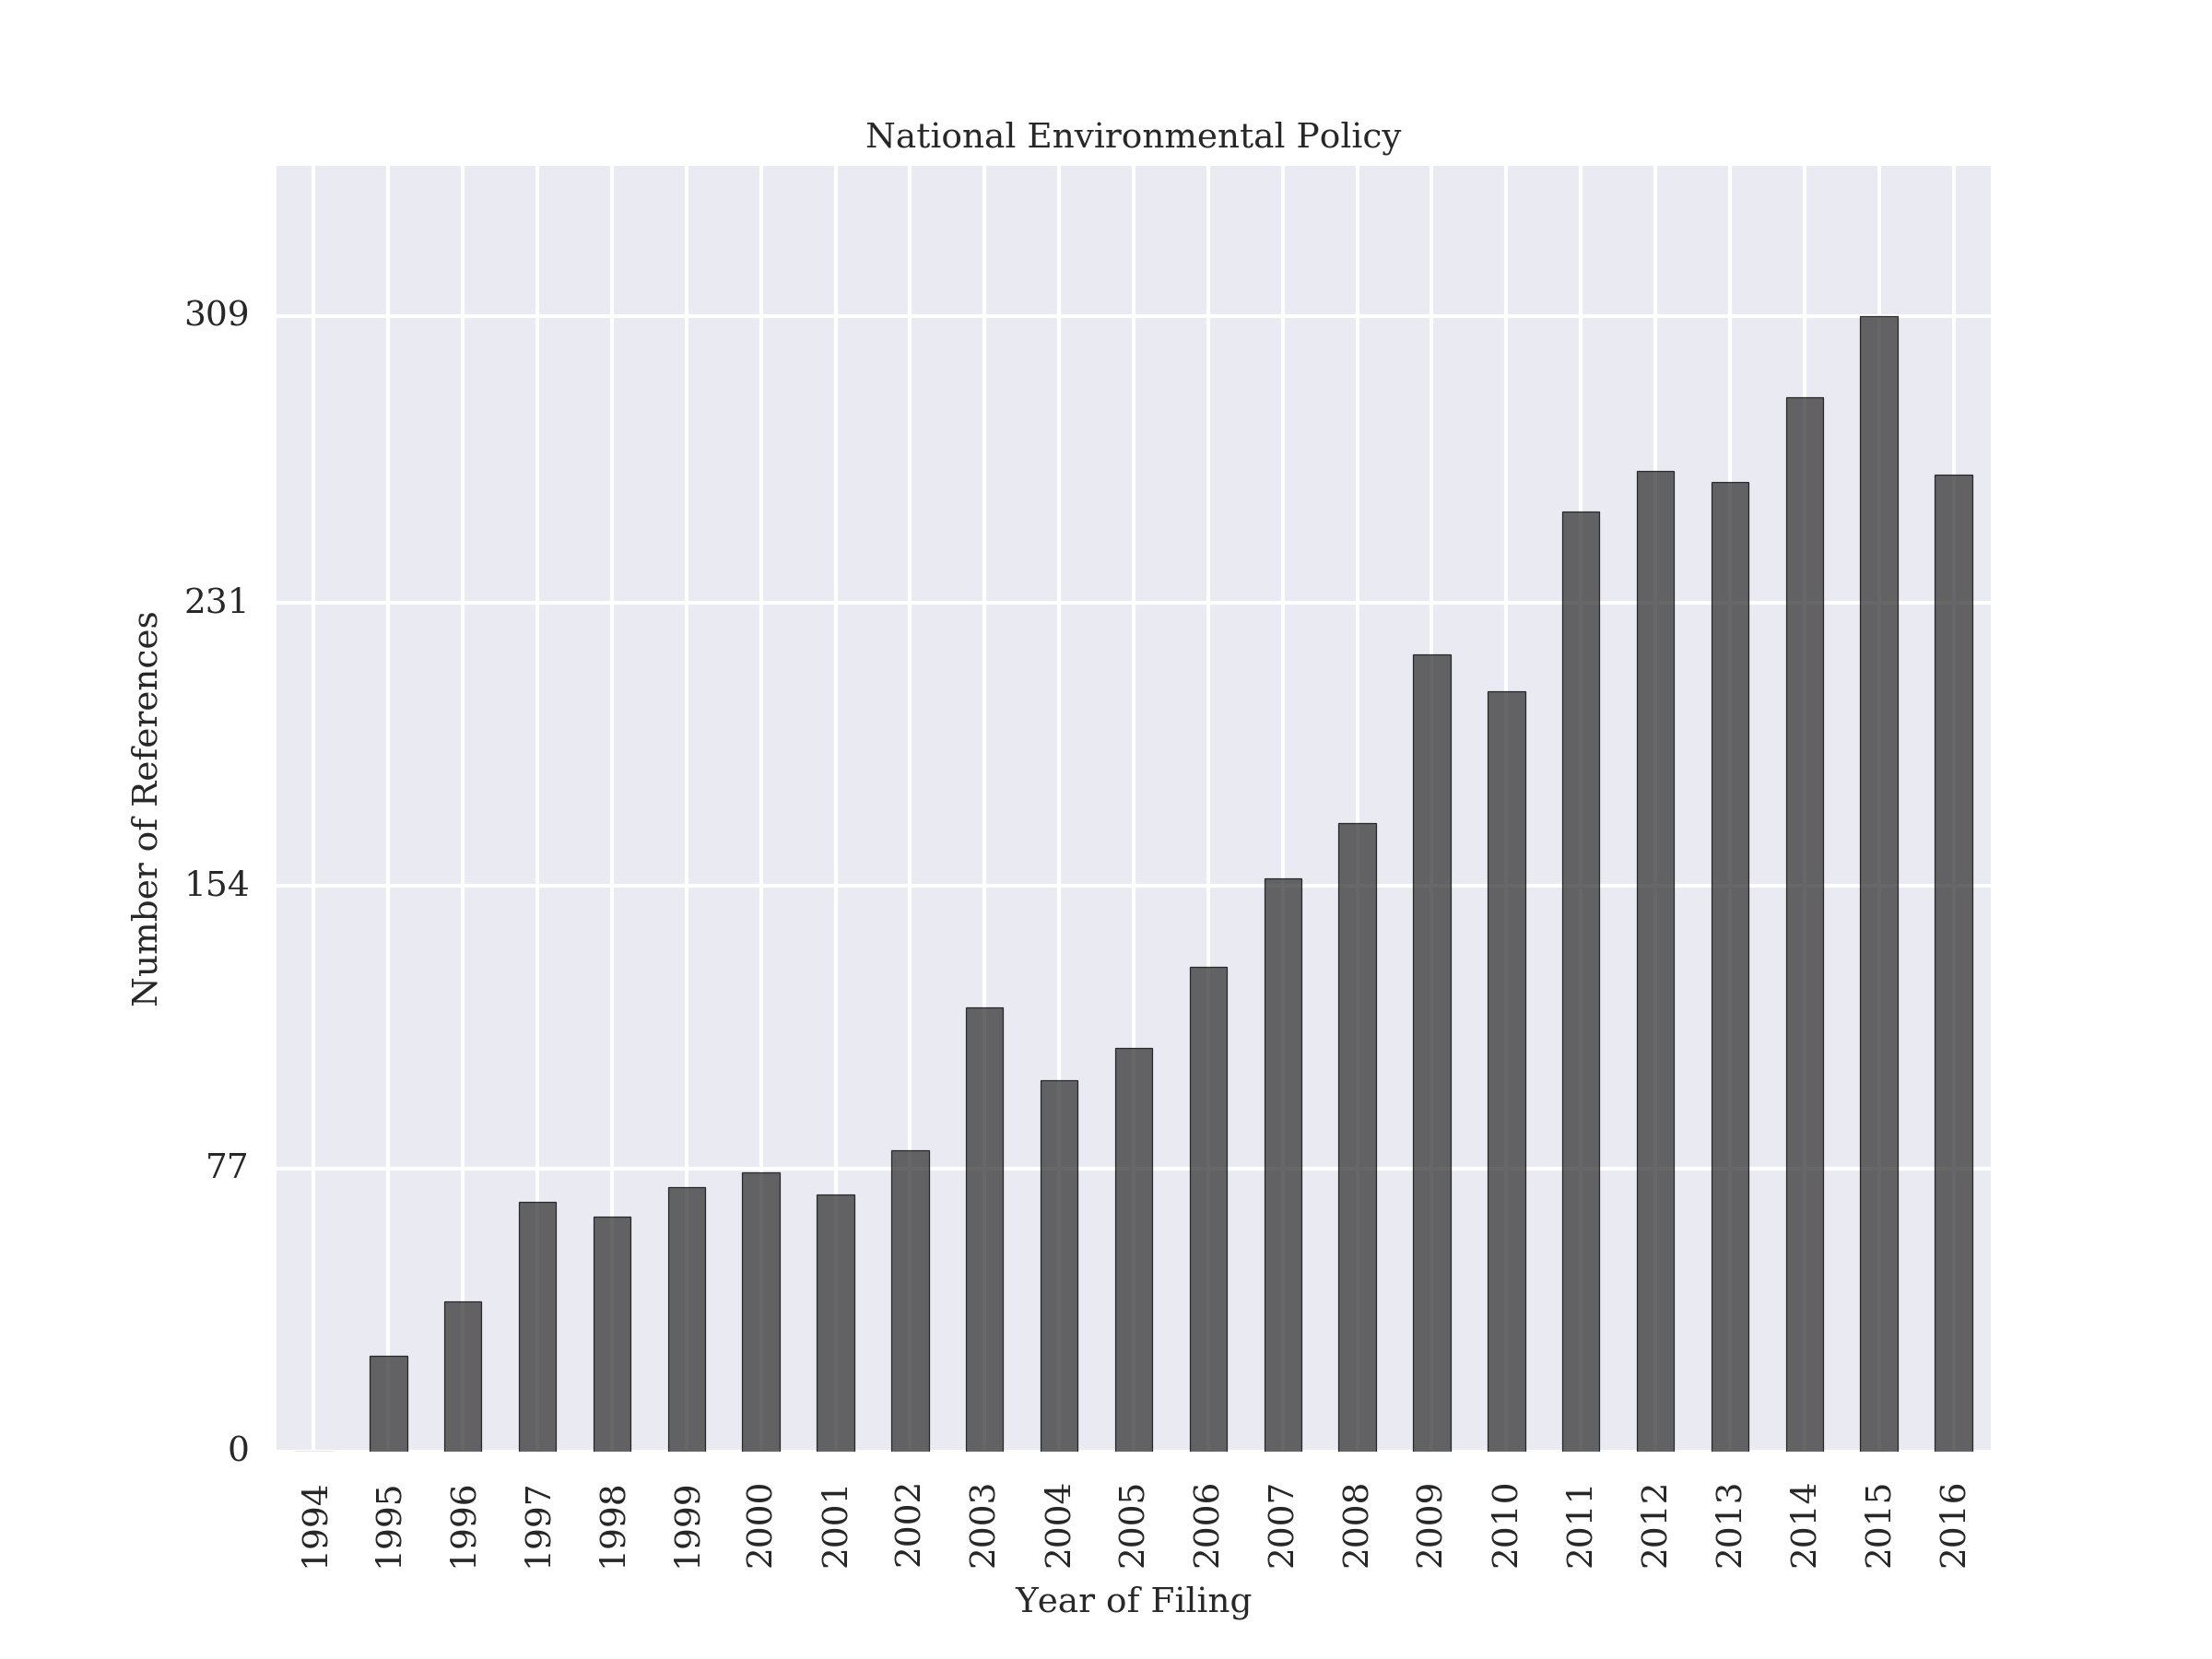 National Environmental Policy
Number of References
309
231
154
77
0
1994 1995 1996 1997 1998 1999 2000 2001 2002 2003 2004 2005 2006 2007 2008 2009 2010 2011 2012 2013 2014 2015 2016
Year of Filing